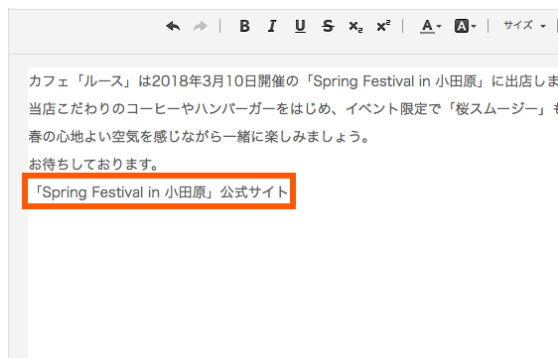 B I U S x₂ x² A A サイズ
カフェ「ルース」は2018年3月10日開催の「Spring Festival in 小田原」に出店しま
当店こだわりのコーヒーやハンバーガーをはじめ、イベント限定で「桜スムージー」も
春の心地よい空気を感じながら一緒に楽しみましょう。
お待ちしております。
「Spring Festival in 小田原」公式サイト